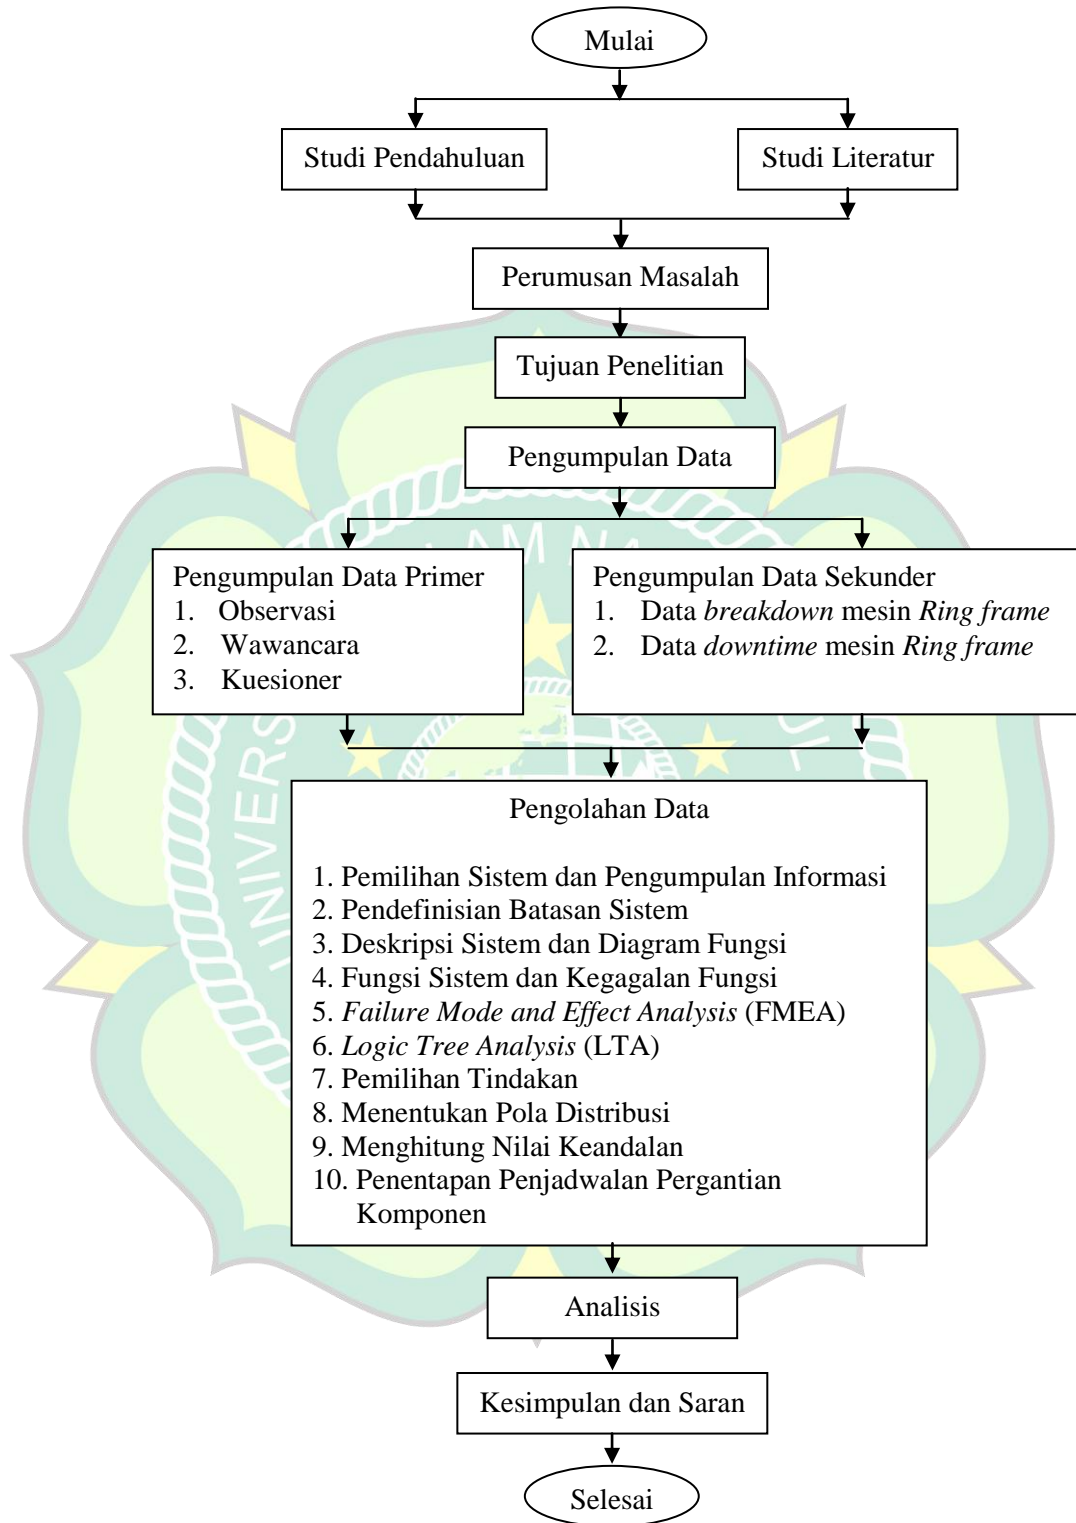 Mulai
Studi Pendahuluan
Studi Literatur
Perumusan Masalah
Tujuan Penelitian
Pengumpulan Data
Pengumpulan Data Primer
1. Observasi
2. Wawancara
3. Kuesioner
Pengumpulan Data Sekunder
1. Data breakdown mesin Ring frame
2. Data downtime mesin Ring frame
Pengolahan Data
1. Pemilihan Sistem dan Pengumpulan Informasi
2. Pendefinisian Batasan Sistem
3. Deskripsi Sistem dan Diagram Fungsi
4. Fungsi Sistem dan Kegagalan Fungsi
5. Failure Mode and Effect Analysis (FMEA)
6. Logic Tree Analysis (LTA)
7. Pemilihan Tindakan
8. Menentukan Pola Distribusi
9. Menghitung Nilai Keandalan
10. Penentapan Penjadwalan Pergantian
Komponen
Analisis
Kesimpulan dan Saran
Selesai